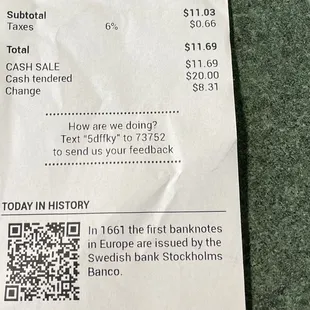 Subtotal $11.03
Taxes 6% $0.66
Total $11.69
CASH SALE $11.69
Cash tendered $20.00
Change $8.31
How are we doing?
Text "5dffky" to 73752
to send us your feedback
TODAY IN HISTORY
In 1661 the first banknotes
in Europe are issued by the
Swedish bank Stockholms
Banco.